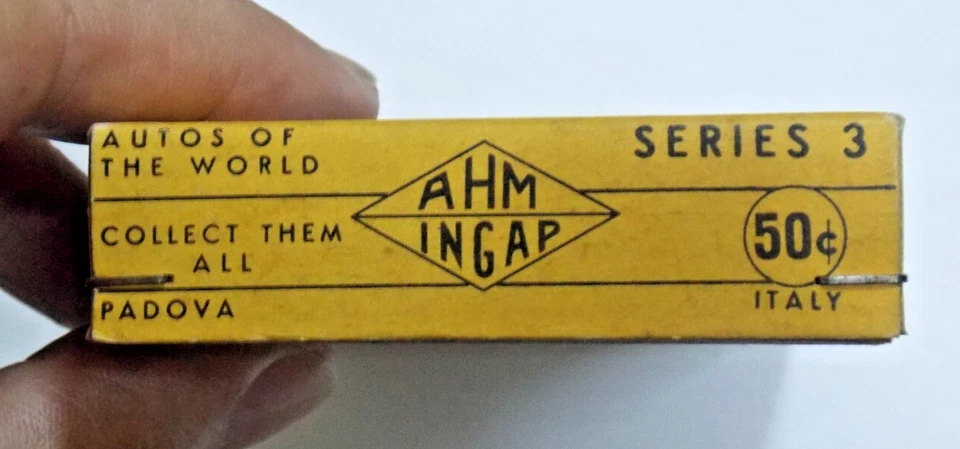 AUTOS OF
THE WORLD
COLLECT THEM
ALL
PADOVA
AHM
INGAP
SERIES 3
50¢
ITALY